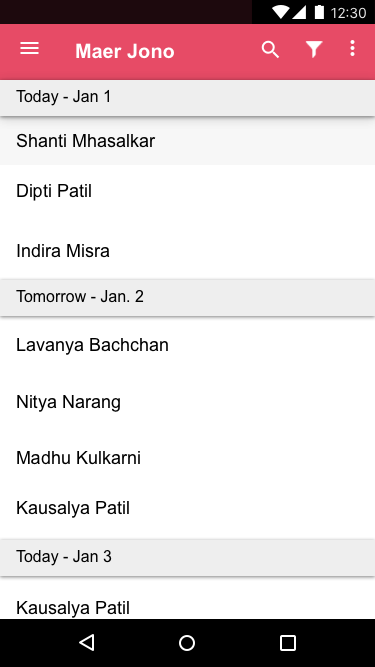 12:30
Maer Jono
Today - Jan 1
Shanti Mhasalkar
Dipti Patil
Indira Misra
Tomorrow - Jan. 2
Lavanya Bachchan
Nitya Narang
Madhu Kulkarni
Kausalya Patil
Today - Jan 3
Kausalya Patil